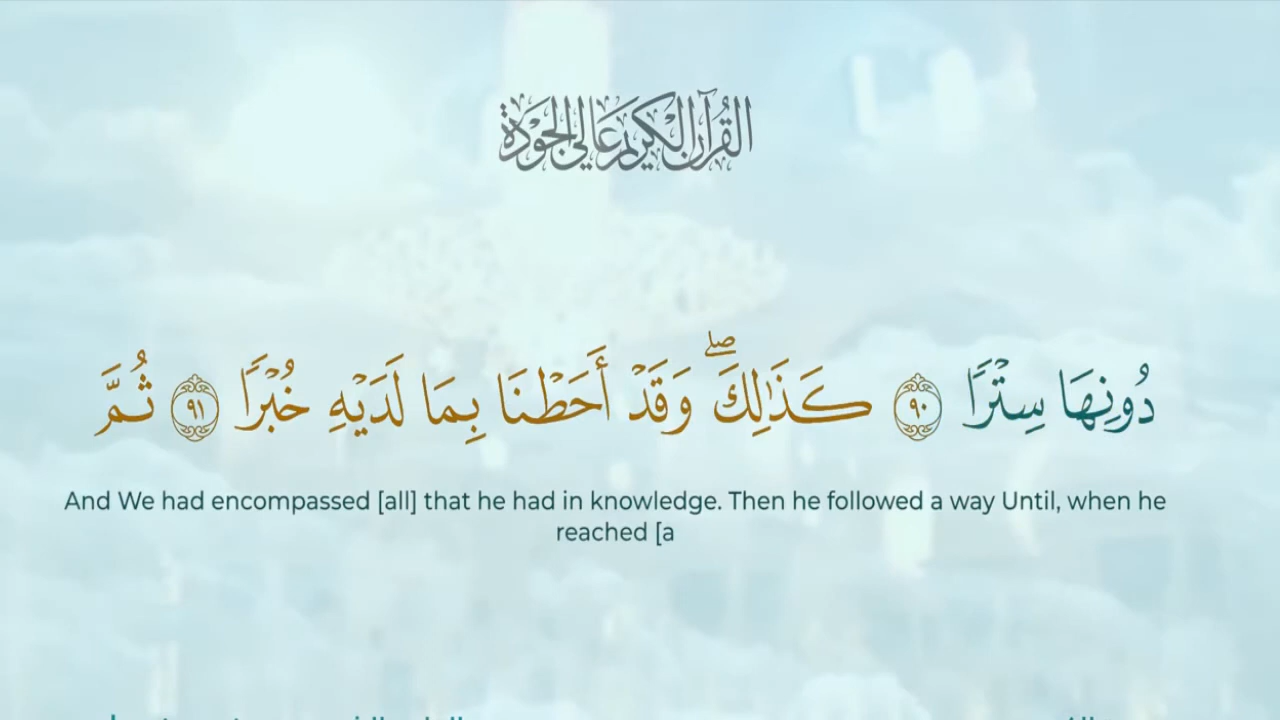 القرآن الكريم عالي الجودة
دُونِهَا سِتْرًا ٩٠ كَذَٰلِكَۖ وَقَدْ أَحَطْنَا بِمَا لَدَيْهِ خُبْرًا ٩١ ثُمَّ
And We had encompassed [all] that he had in knowledge. Then he followed a way Until, when he
reached [a